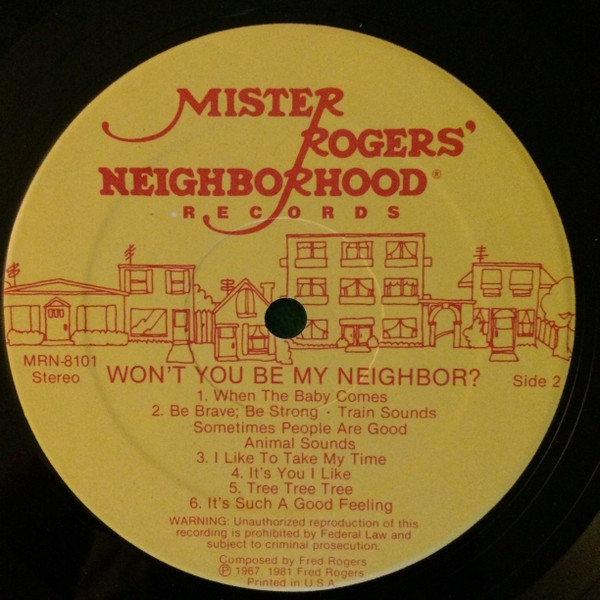 MISTER
ROGERS'
NEIGHBORHOOD®
RECORDS
MRN-8101
Stereo
WON'T YOU BE MY NEIGHBOR?
Side 2
1. When The Baby Comes
2. Be Brave; Be Strong · Train Sounds
Sometimes People Are Good
Animal Sounds
3. I Like To Take My Time
4. It's You I Like
5. Tree Tree Tree
6. It's Such A Good Feeling
WARNING: Unauthorized reproduction of this
recording is prohibited by Federal Law and
subject to criminal prosecution.
Composed by Fred Rogers
℗ 1967, 1981 Fred Rogers
Printed in U.S.A.